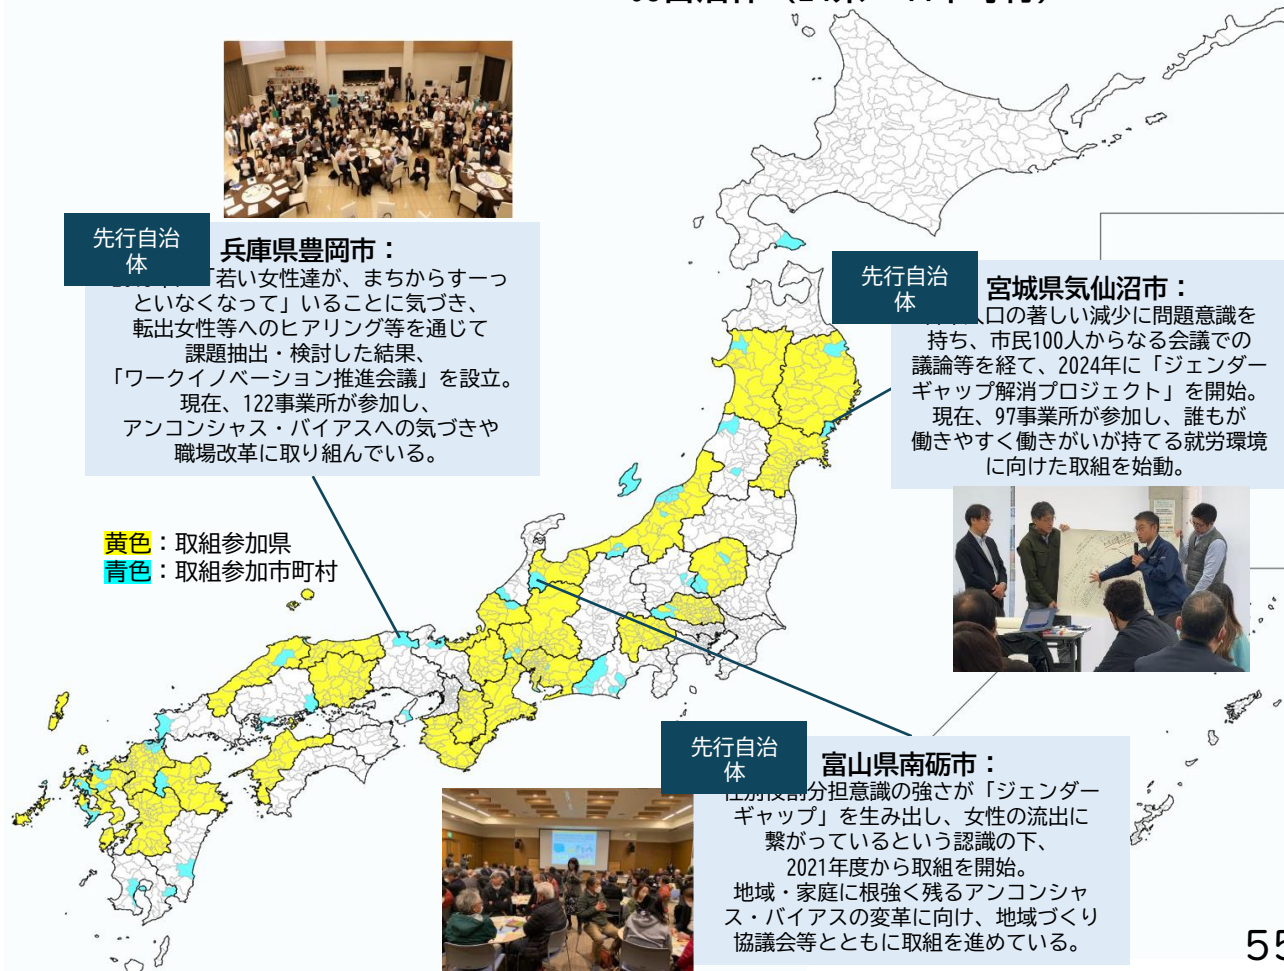 先行自治
体
兵庫県豊岡市：
「若い女性達が、まちからすーっ
といなくなって」いることに気づき、
転出女性等へのヒアリング等を通じて
課題抽出・検討した結果、
「ワークイノベーション推進会議」を設立。
現在、122事業所が参加し、
アンコンシャス・バイアスへの気づきや
職場改革に取り組んでいる。
先行自治
体
宮城県気仙沼市：
人口の著しい減少に問題意識を
持ち、市民100人からなる会議での
議論等を経て、2024年に「ジェンダー
ギャップ解消プロジェクト」を開始。
現在、97事業所が参加し、誰もが
働きやすく働きがいが持てる就労環境
に向けた取組を始動。
黄色：取組参加県
青色：取組参加市町村
先行自治
体
富山県南砺市：
性別役割分担意識の強さが「ジェンダー
ギャップ」を生み出し、女性の流出に
繋がっているという認識の下、
2021年度から取組を開始。
地域・家庭に根強く残るアンコンシャ
ス・バイアスの変革に向け、地域づくり
協議会等とともに取組を進めている。
55